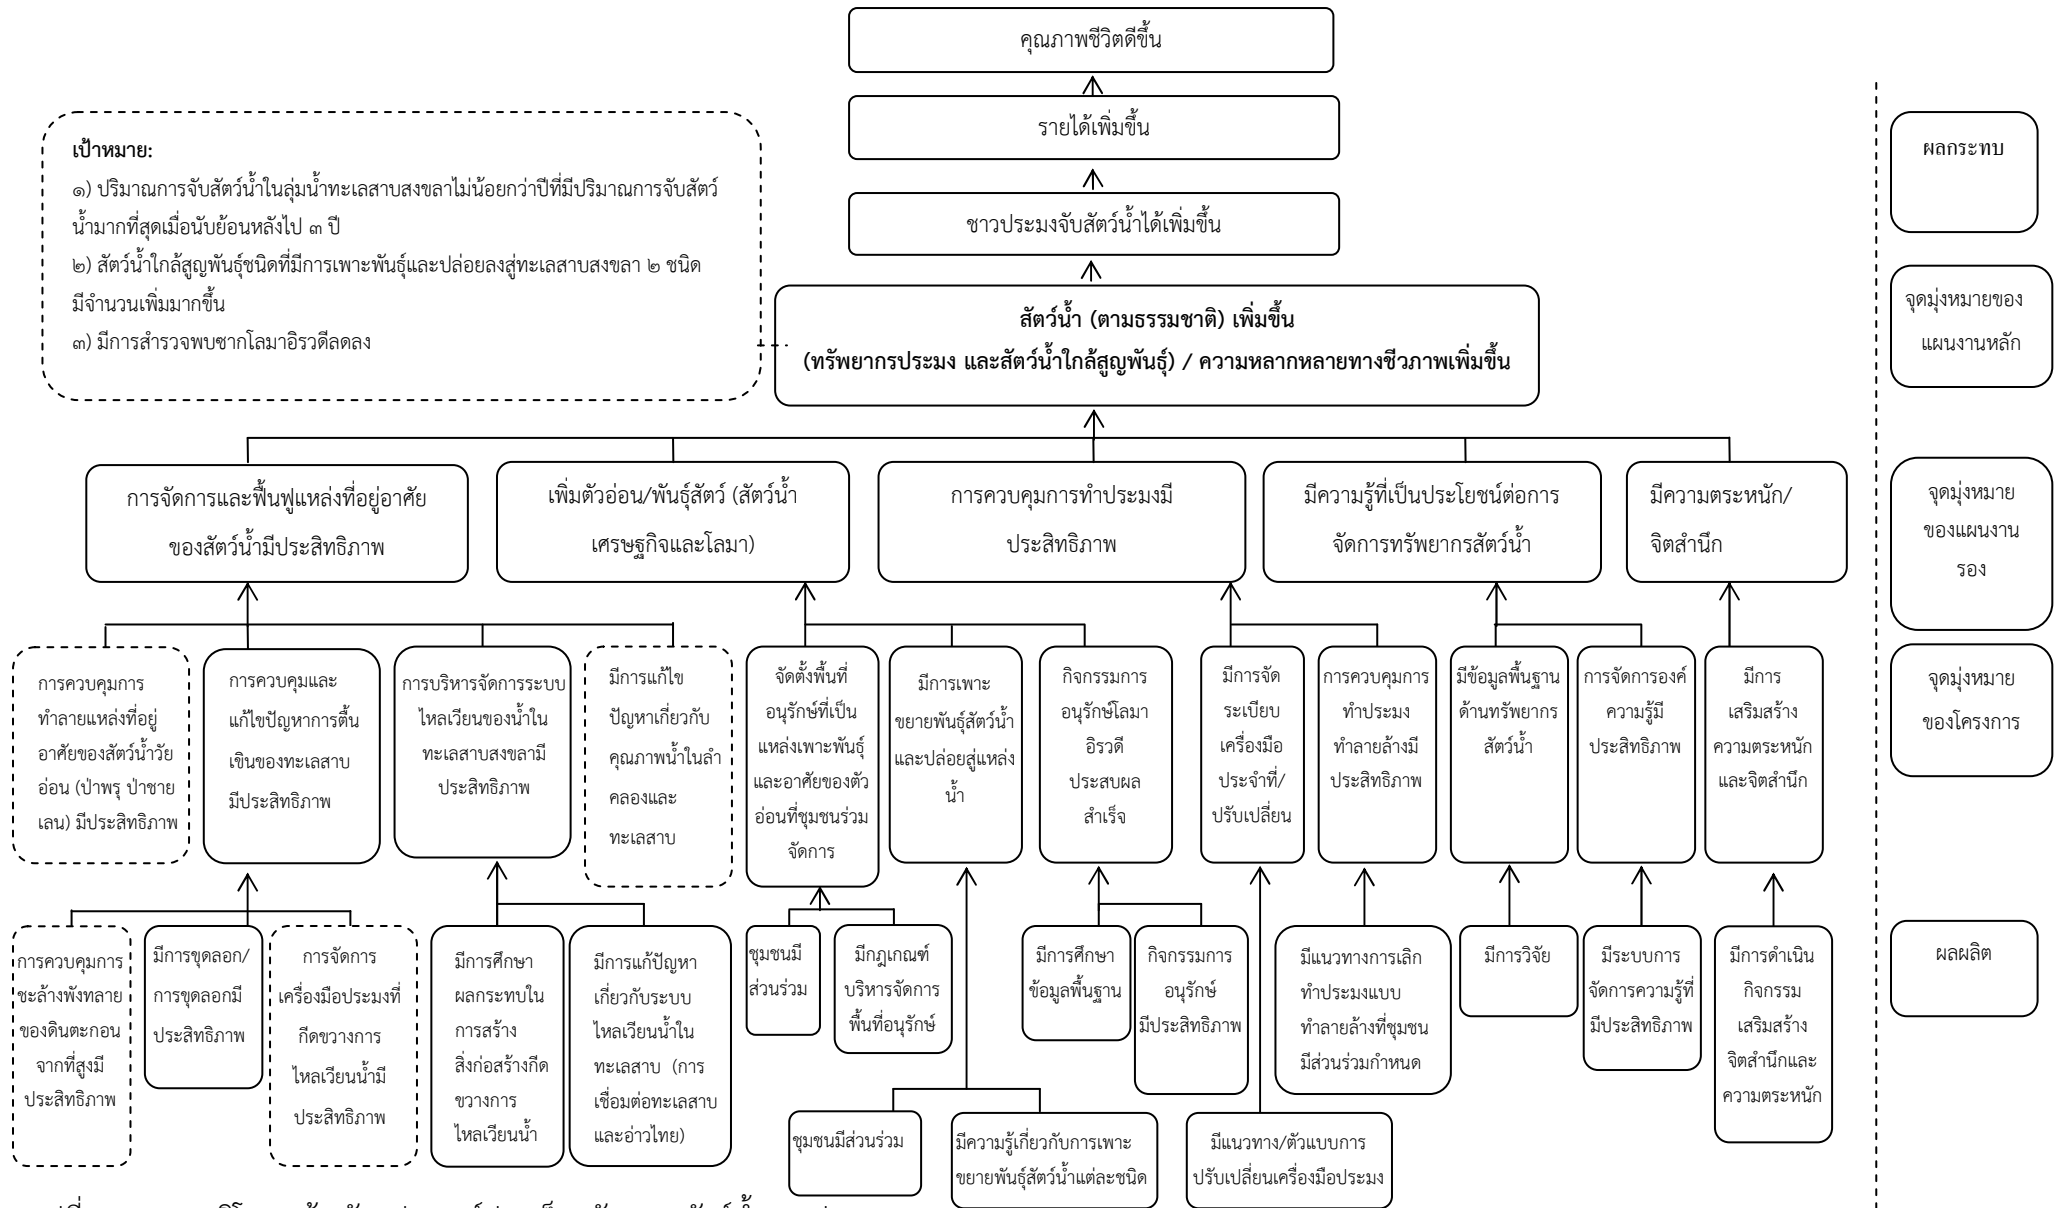 คุณภาพชีวิตดีขึ้น
รายได้เพิ่มขึ้น
ชาวประมงจับสัตว์น้ำได้เพิ่มขึ้น
เป้าหมาย:
๑) ปริมาณการจับสัตว์น้ำในลุ่มน้ำทะเลสาบสงขลาไม่น้อยกว่าปีที่มีปริมาณการจับสัตว์
น้ำมากที่สุดเมื่อนับย้อนหลังไป ๓ ปี
๒) สัตว์น้ำใกล้สูญพันธุ์ชนิดที่มีการเพาะพันธุ์และปล่อยลงสู่ทะเลสาบสงขลา ๒ ชนิด
มีจำนวนเพิ่มมากขึ้น
๓) มีการสำรวจพบซากโลมาอิรวดีลดลง
สัตว์น้ำ (ตามธรรมชาติ) เพิ่มขึ้น
(ทรัพยากรประมง และสัตว์น้ำใกล้สูญพันธุ์) / ความหลากหลายทางชีวภาพเพิ่มขึ้น
ผลกระทบ
จุดมุ่งหมายของ
แผนงานหลัก
การจัดการและฟื้นฟูแหล่งที่อยู่อาศัย
ของสัตว์น้ำมีประสิทธิภาพ
เพิ่มตัวอ่อน/พันธุ์สัตว์ (สัตว์น้ำ
เศรษฐกิจและโลมา)
การควบคุมการทำประมงมี
ประสิทธิภาพ
มีความรู้ที่เป็นประโยชน์ต่อการ
จัดการทรัพยากรสัตว์น้ำ
มีความตระหนัก/
จิตสำนึก
จุดมุ่งหมาย
ของแผนงาน
รอง
การควบคุมการ
ทำลายแหล่งที่อยู่
อาศัยของสัตว์น้ำวัย
อ่อน (ป่าพรุ ป่าชาย
เลน) มีประสิทธิภาพ
การควบคุมและ
แก้ไขปัญหาการตื้น
เขินของทะเลสาบ
มีประสิทธิภาพ
การบริหารจัดการระบบ
ไหลเวียนของน้ำใน
ทะเลสาบสงขลามี
ประสิทธิภาพ
มีการแก้ไข
ปัญหาเกี่ยวกับ
คุณภาพน้ำในลำ
คลองและ
ทะเลสาบ
จัดตั้งพื้นที่
อนุรักษ์ที่เป็น
แหล่งเพาะพันธุ์
และอาศัยของตัว
อ่อนที่ชุมชนร่วม
จัดการ
มีการเพาะ
ขยายพันธุ์สัตว์น้ำ
และปล่อยสู่แหล่ง
น้ำ
กิจกรรมการ
อนุรักษ์โลมา
อิรวดี
ประสบผล
สำเร็จ
มีการจัด
ระเบียบ
เครื่องมือ
ประจำที่/
ปรับเปลี่ยน
การควบคุมการ
ทำประมง
ทำลายล้างมี
ประสิทธิภาพ
มีข้อมูลพื้นฐาน
ด้านทรัพยากร
สัตว์น้ำ
การจัดการองค์
ความรู้มี
ประสิทธิภาพ
มีการ
เสริมสร้าง
ความตระหนัก
และจิตสำนึก
จุดมุ่งหมาย
ของโครงการ
การควบคุมการ
ชะล้างพังทลาย
ของดินตะกอน
จากที่สูงมี
ประสิทธิภาพ
มีการขุดลอก/
การขุดลอกมี
ประสิทธิภาพ
การจัดการ
เครื่องมือประมงที่
กีดขวางการ
ไหลเวียนน้ำมี
ประสิทธิภาพ
มีการศึกษา
ผลกระทบใน
การสร้าง
สิ่งก่อสร้างกีด
ขวางการ
ไหลเวียนน้ำ
มีการแก้ปัญหา
เกี่ยวกับระบบ
ไหลเวียนน้ำใน
ทะเลสาบ (การ
เชื่อมต่อทะเลสาบ
และอ่าวไทย)
ชุมชนมี
ส่วนร่วม
มีกฎเกณฑ์
บริหารจัดการ
พื้นที่อนุรักษ์
มีการศึกษา
ข้อมูลพื้นฐาน
กิจกรรมการ
อนุรักษ์
มีประสิทธิภาพ
มีแนวทางการเลิก
ทำประมงแบบ
ทำลายล้างที่ชุมชน
มีส่วนร่วมกำหนด
มีการวิจัย
มีระบบการ
จัดการความรู้ที่
มีประสิทธิภาพ
มีการดำเนิน
กิจกรรม
เสริมสร้าง
จิตสำนึกและ
ความตระหนัก
ผลผลิต
ชุมชนมีส่วนร่วม
มีความรู้เกี่ยวกับการเพาะ
ขยายพันธุ์สัตว์น้ำแต่ละชนิด
มีแนวทาง/ตัวแบบการ
ปรับเปลี่ยนเครื่องมือประมง